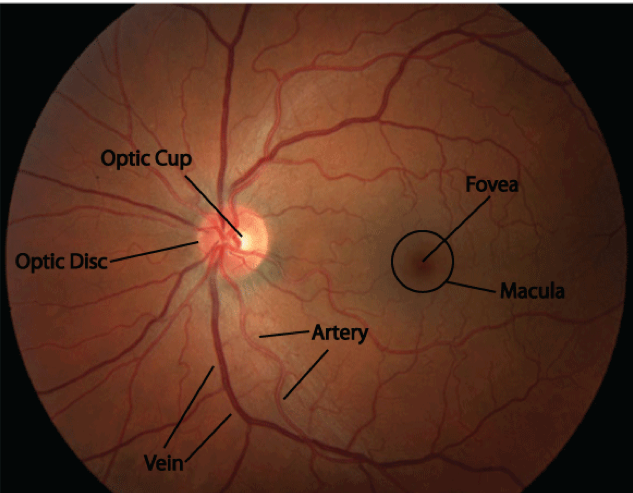 Optic Cup
Fovea
Optic Disc
Macula
Artery
Vein